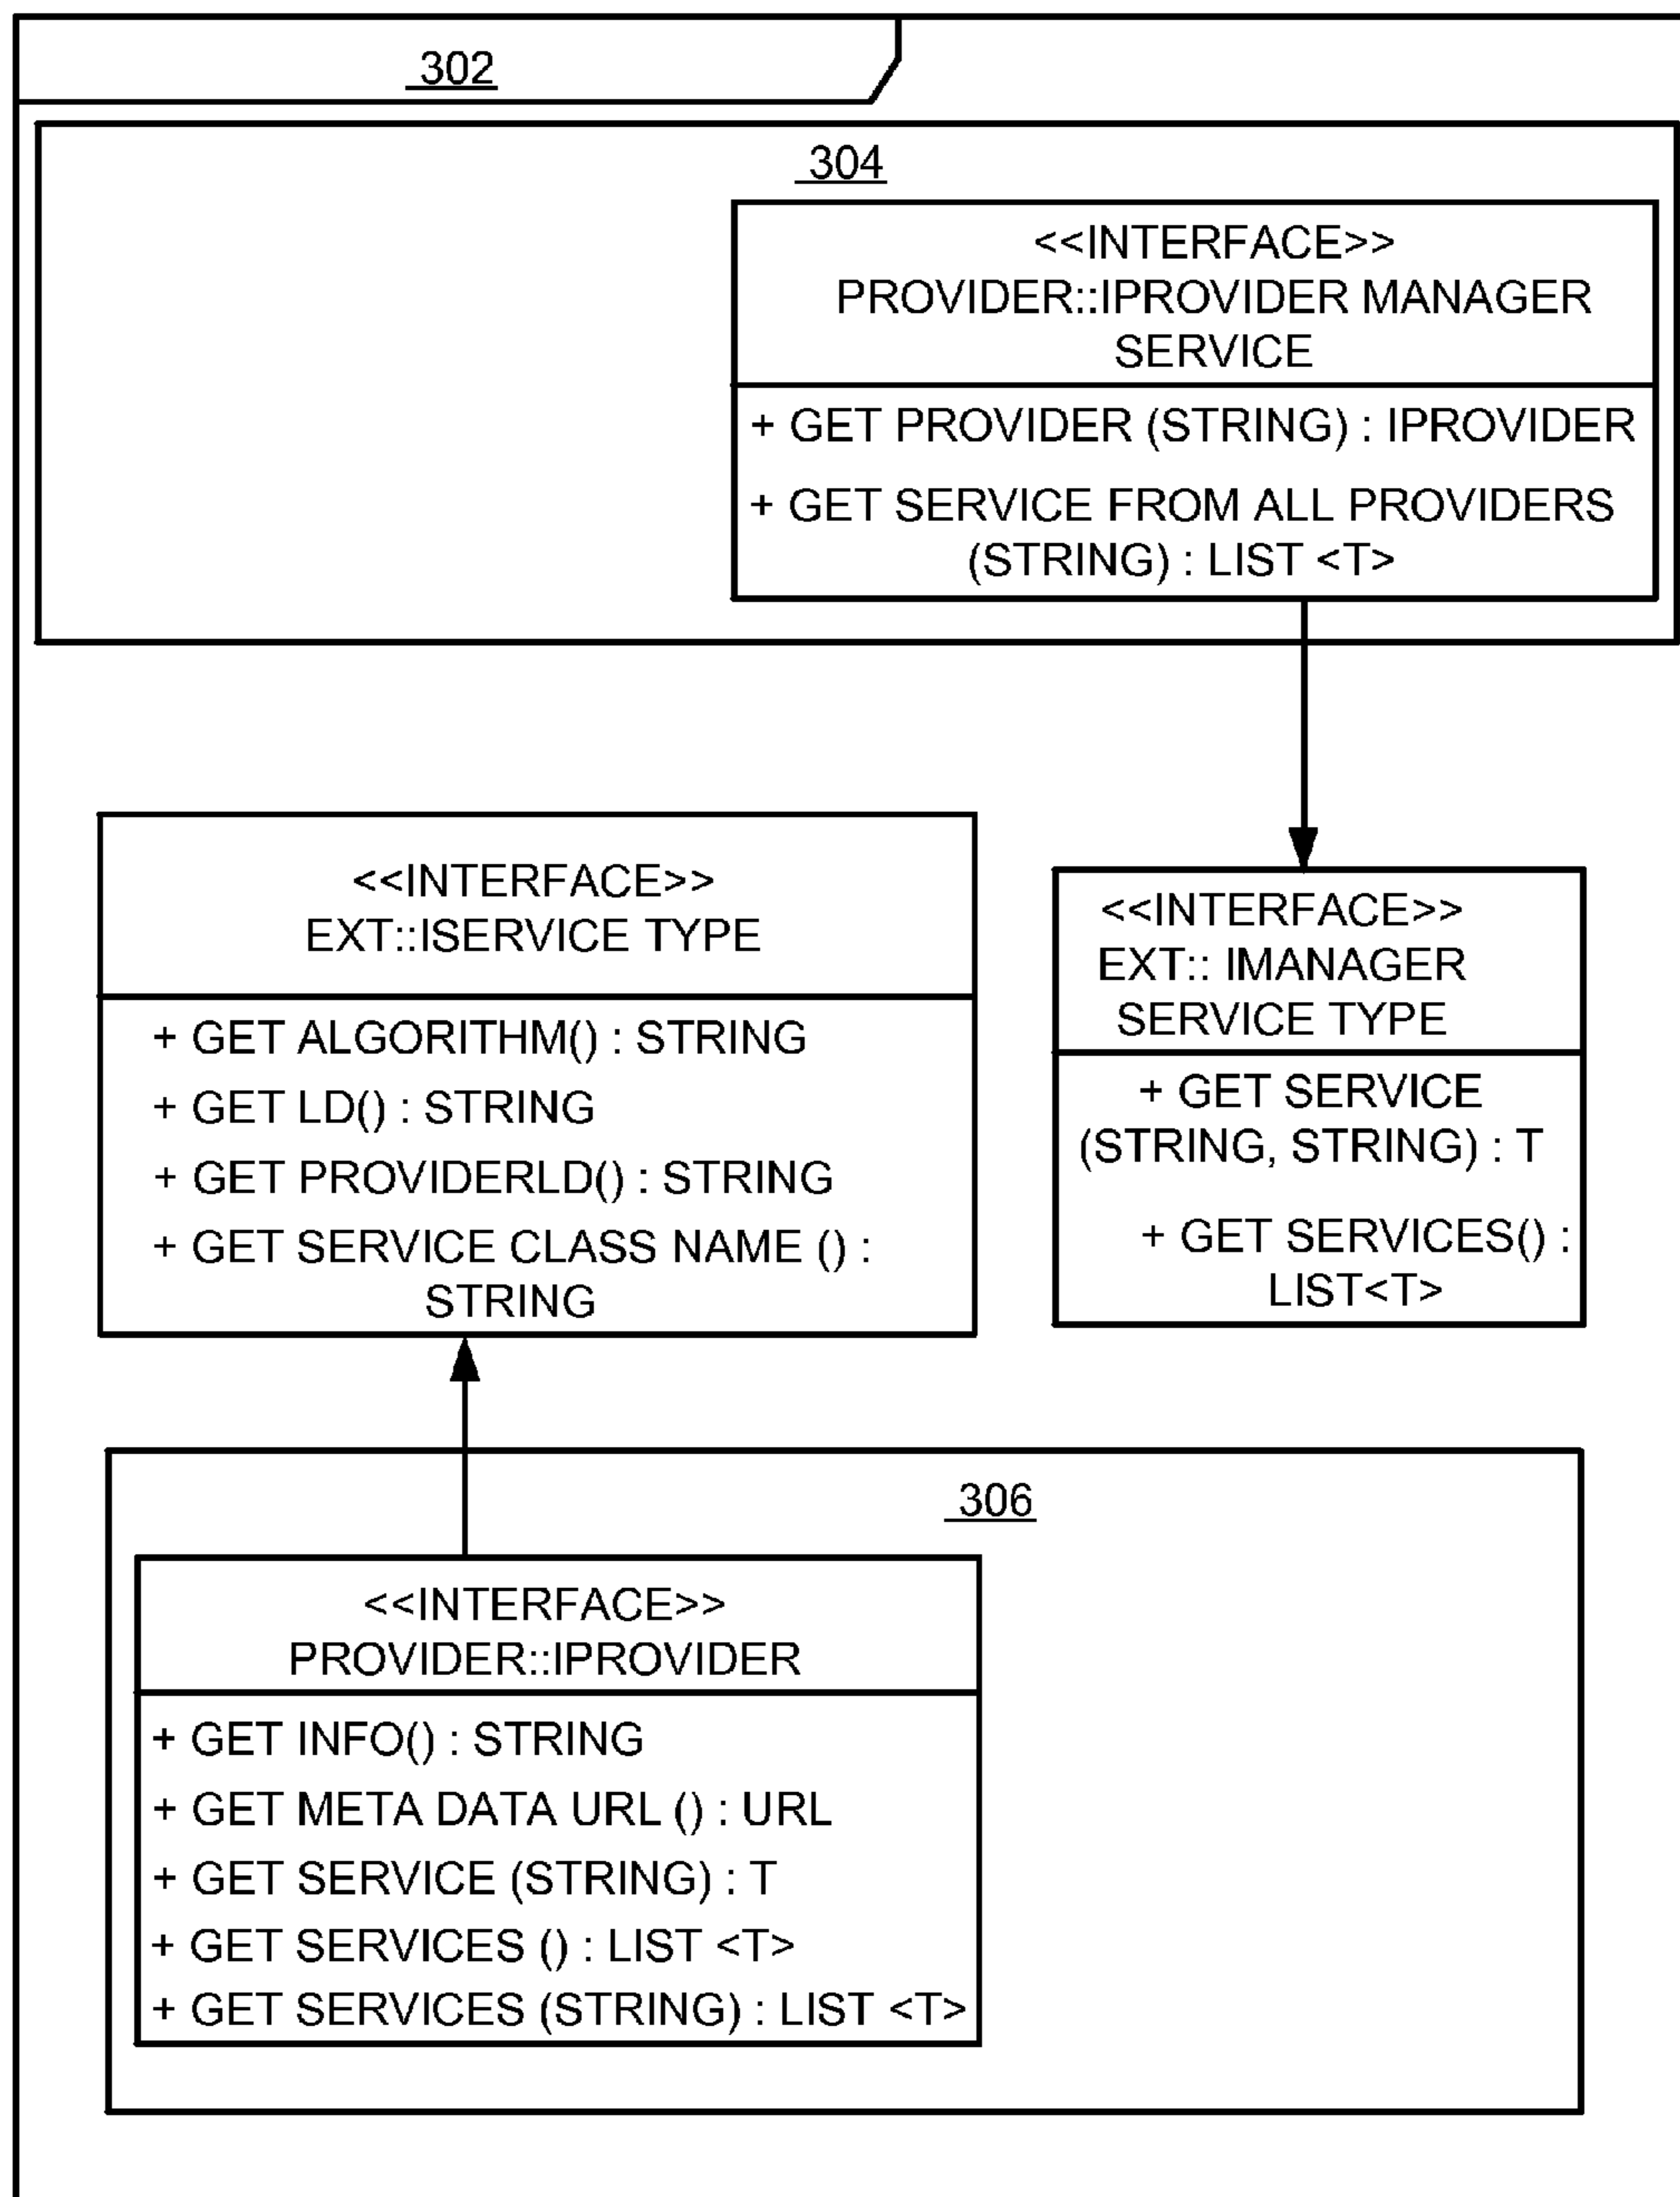 302
304
<<INTERFACE>>
PROVIDER::IPROVIDER MANAGER
SERVICE
+ GET PROVIDER (STRING) : IPROVIDER
+ GET SERVICE FROM ALL PROVIDERS
(STRING) : LIST <T>
<<INTERFACE>>
EXT::ISERVICE TYPE
+ GET ALGORITHM() : STRING
+ GET LD() : STRING
+ GET PROVIDERLD() : STRING
+ GET SERVICE CLASS NAME () :
STRING
<<INTERFACE>>
EXT:: IMANAGER
SERVICE TYPE
+ GET SERVICE
(STRING, STRING) : T
+ GET SERVICES() :
LIST<T>
306
<<INTERFACE>>
PROVIDER::IPROVIDER
+ GET INFO() : STRING
+ GET META DATA URL () : URL
+ GET SERVICE (STRING) : T
+ GET SERVICES () : LIST <T>
+ GET SERVICES (STRING) : LIST <T>